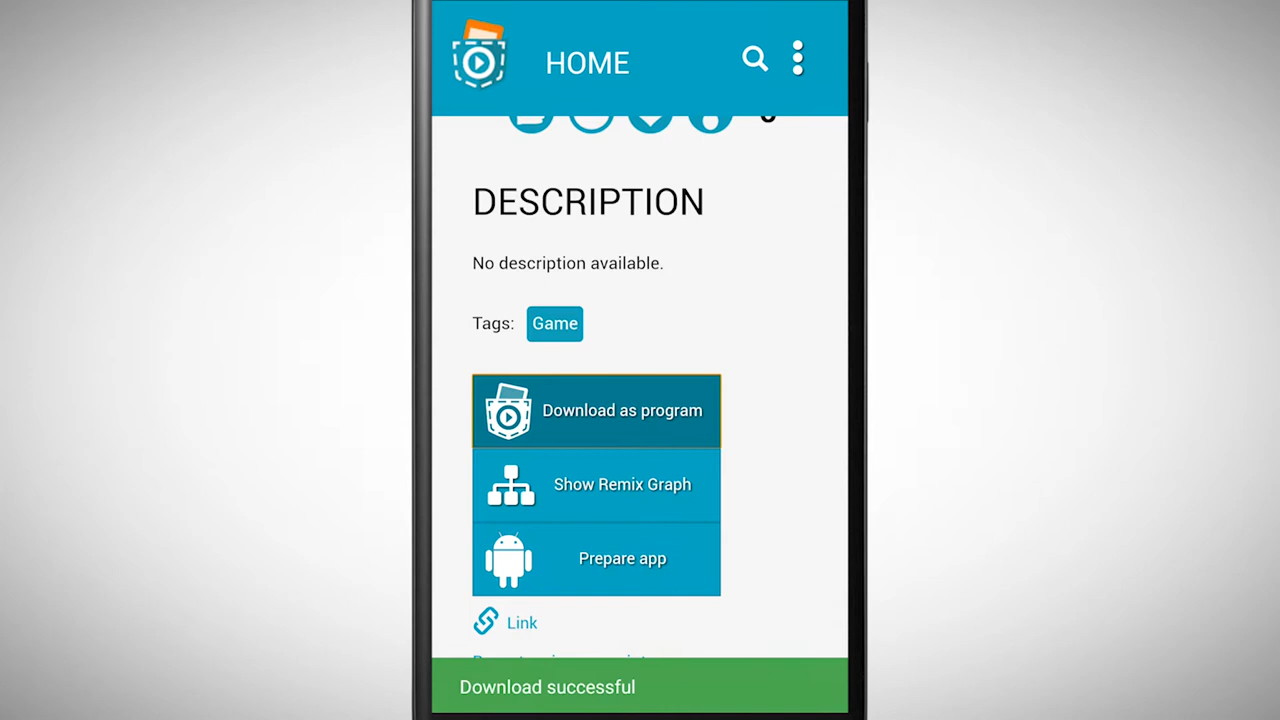 HOME
DESCRIPTION
No description available.
Tags: Game
Download as program
Show Remix Graph
Prepare app
Link
Download successful